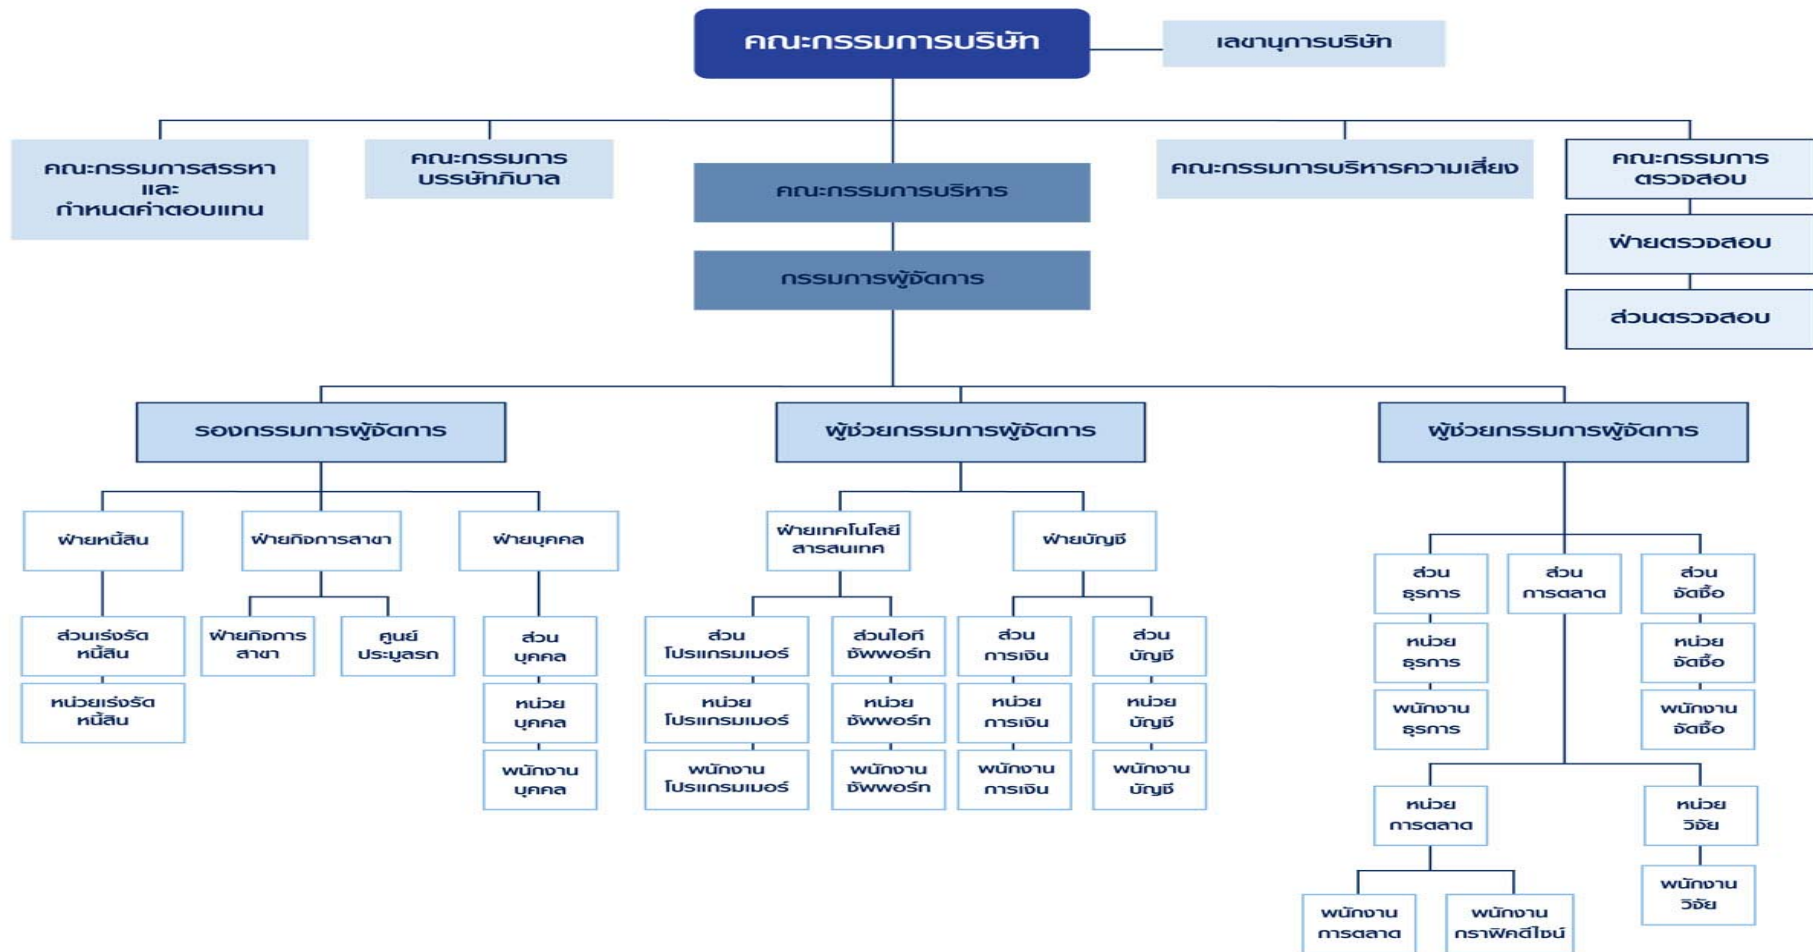 คณะกรรมการบริษัท
เลขานุการบริษัท
คณะกรรมการสรรหา
และ
กำหนดค่าตอบแทน
คณะกรรมการ
บรรษัทภิบาล
คณะกรรมการบริหาร
คณะกรรมการบริหารความเสี่ยง
คณะกรรมการ
ตรวจสอบ
ฝ่ายตรวจสอบ
ส่วนตรวจสอบ
กรรมการผู้จัดการ
รองกรรมการผู้จัดการ
ผู้ช่วยกรรมการผู้จัดการ
ผู้ช่วยกรรมการผู้จัดการ
ฝ่ายหนี้สิน
ฝ่ายกิจการสาขา
ฝ่ายบุคคล
ส่วนเร่งรัด
หนี้สิน
หน่วยเร่งรัด
หนี้สิน
ฝ่ายกิจการ
สาขา
ศูนย์
ประมูลรถ
ส่วน
บุคคล
หน่วย
บุคคล
พนักงาน
บุคคล
ฝ่ายเทคโนโลยี
สารสนเทศ
ฝ่ายบัญชี
ส่วน
โปรแกรมเมอร์
หน่วย
โปรแกรมเมอร์
พนักงาน
โปรแกรมเมอร์
ส่วนไอที
ซัพพอร์ท
หน่วย
ซัพพอร์ท
พนักงาน
ซัพพอร์ท
ส่วน
การเงิน
หน่วย
การเงิน
พนักงาน
การเงิน
ส่วน
บัญชี
หน่วย
บัญชี
พนักงาน
บัญชี
ส่วน
ธุรการ
หน่วย
ธุรการ
พนักงาน
ธุรการ
ส่วน
การตลาด
ส่วน
จัดซื้อ
หน่วย
จัดซื้อ
พนักงาน
จัดซื้อ
หน่วย
การตลาด
พนักงาน
การตลาด
พนักงาน
กราฟิคดีไซน์
หน่วย
วิจัย
พนักงาน
วิจัย